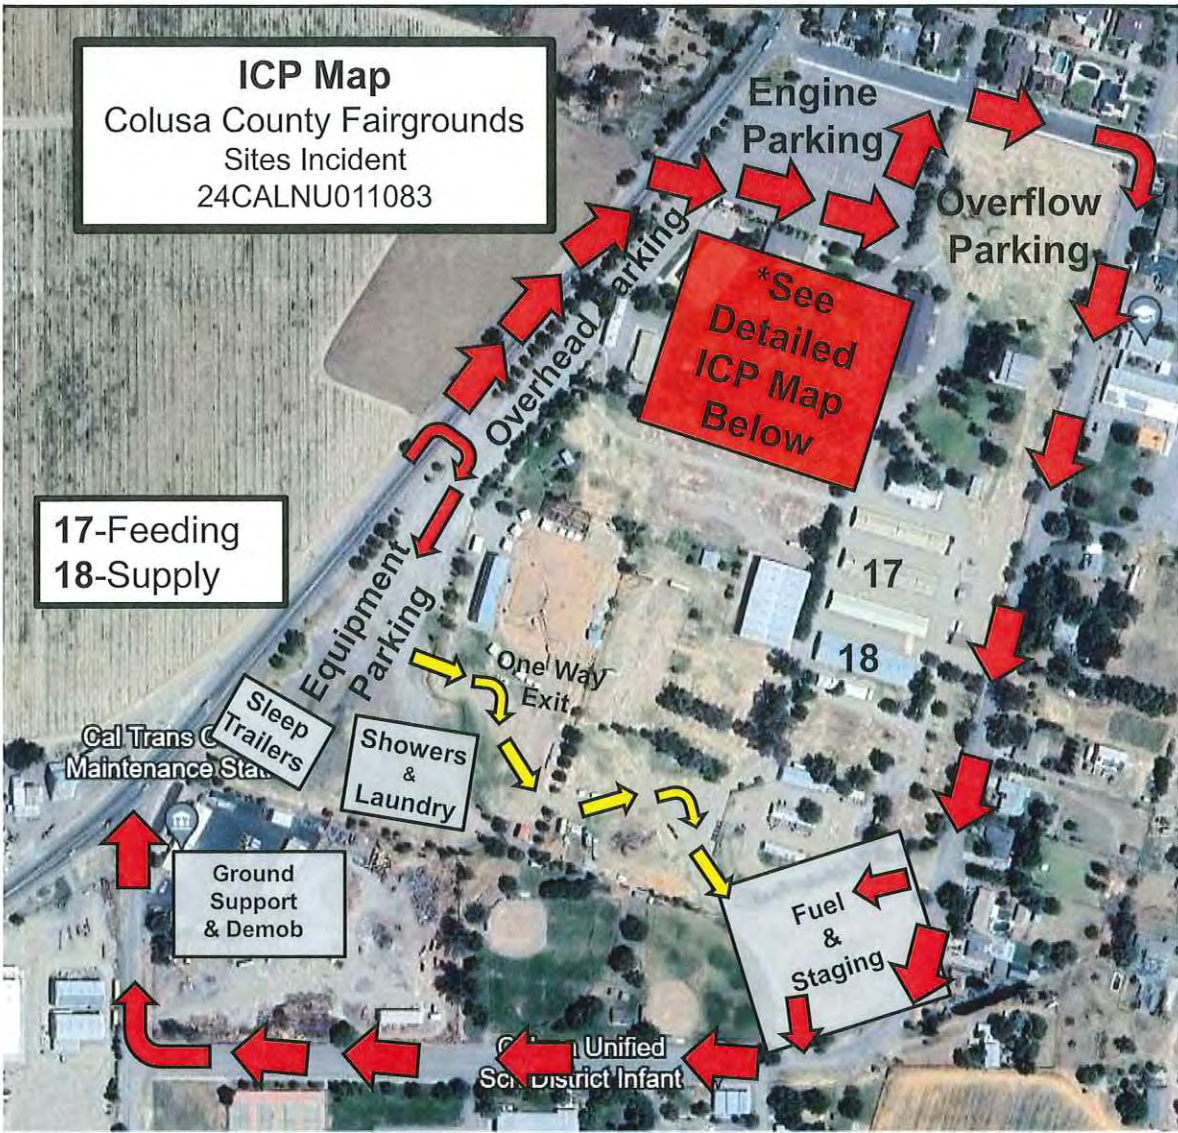 ICP Map
Colusa County Fairgrounds
Sites Incident
24CALNU011083
Engine
Parking
Overflow
Parking
Overhead Parking
*See
Detailed
ICP Map
Below
17-Feeding
18-Supply
17
18
Equipment
Parking
One Way
Exit
Sleep
Trailers
Showers
&
Laundry
Cal Trans
Maintenance
Ground
Support
& Demob
Fuel
&
Staging
Unified
District Infant